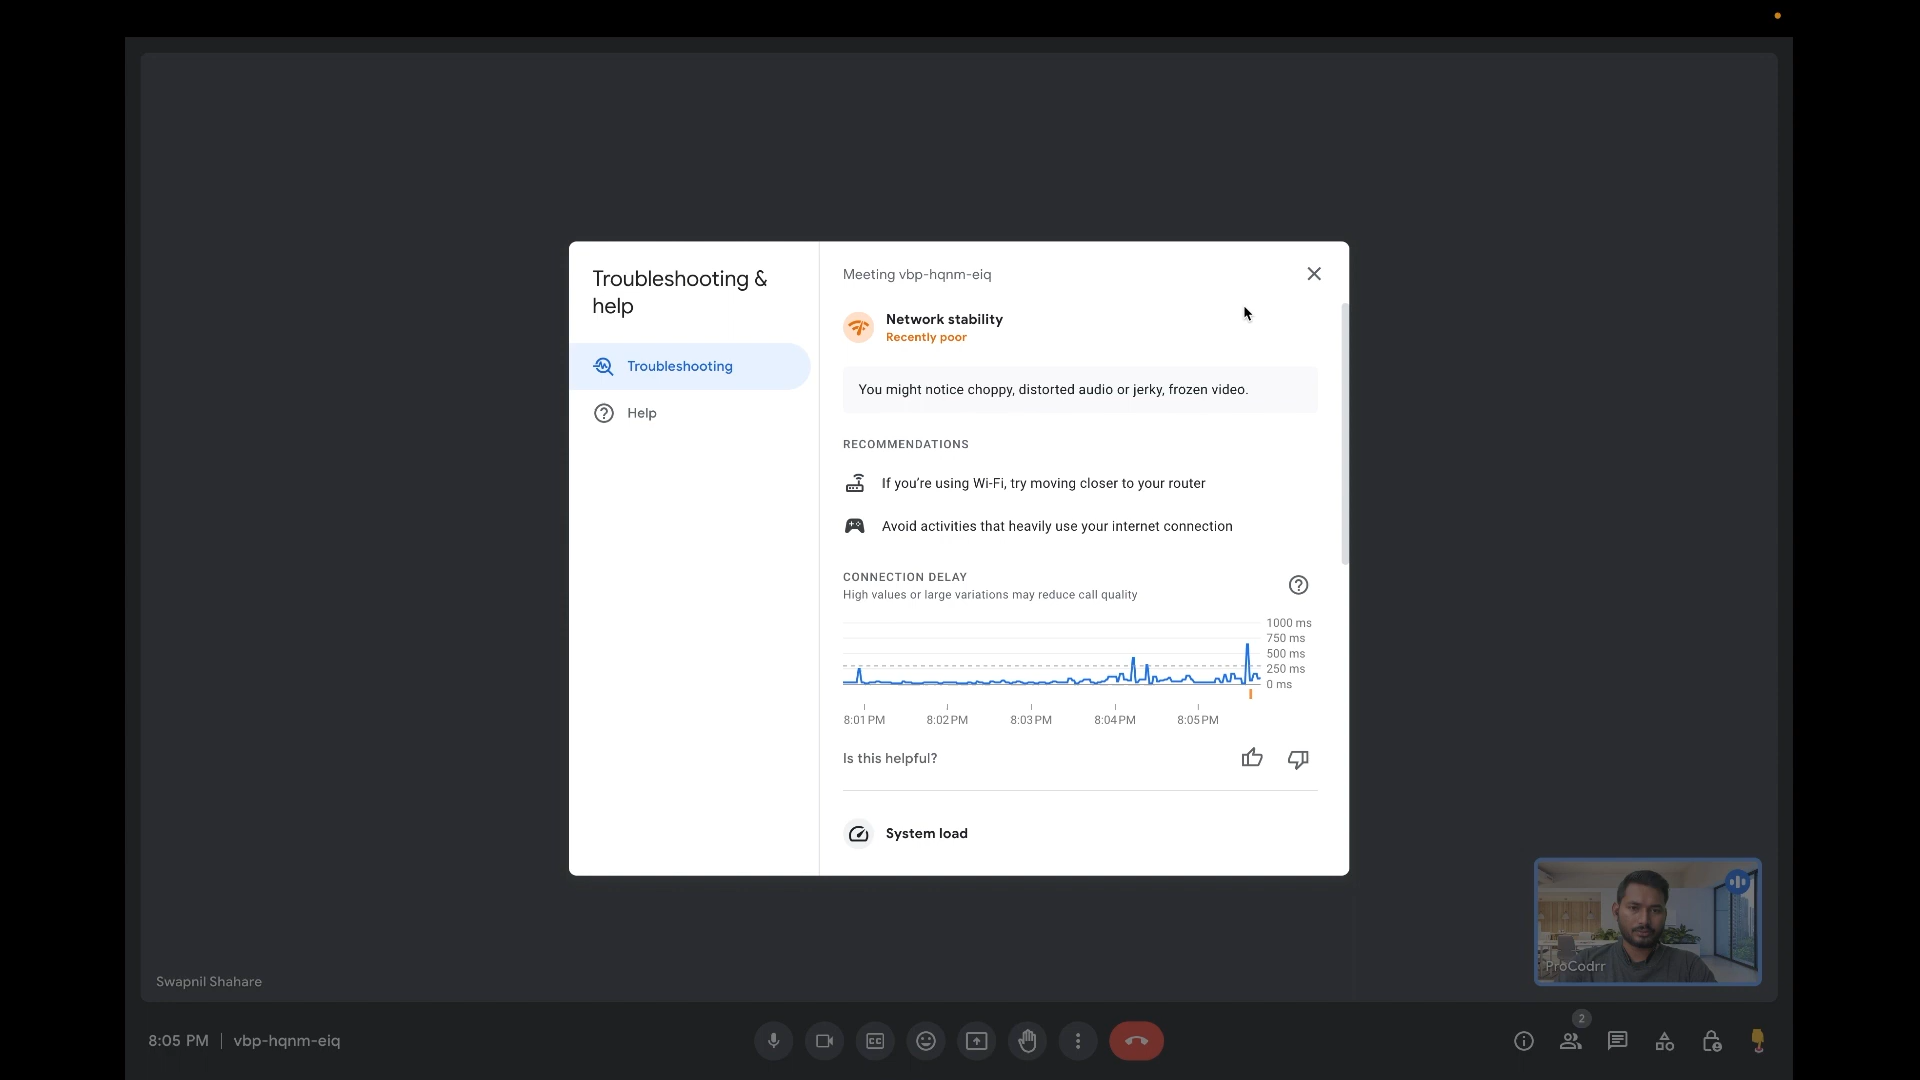 Troubleshooting &
help
Troubleshooting
Help
Meeting vbp-hqnm-eiq
Network stability
Recently poor
You might notice choppy, distorted audio or jerky, frozen video.
RECOMMENDATIONS
If you're using Wi-Fi, try moving closer to your router
Avoid activities that heavily use your internet connection
CONNECTION DELAY
High values or large variations may reduce call quality
1000 ms
750 ms
500 ms
250 ms
0 ms
8:01 PM
8:02 PM
8:03 PM
8:04 PM
8:05 PM
Is this helpful?
System load
ProCodrr
Swapnil Shahare
8:05 PM | vbp-hqnm-eiq
CC
2